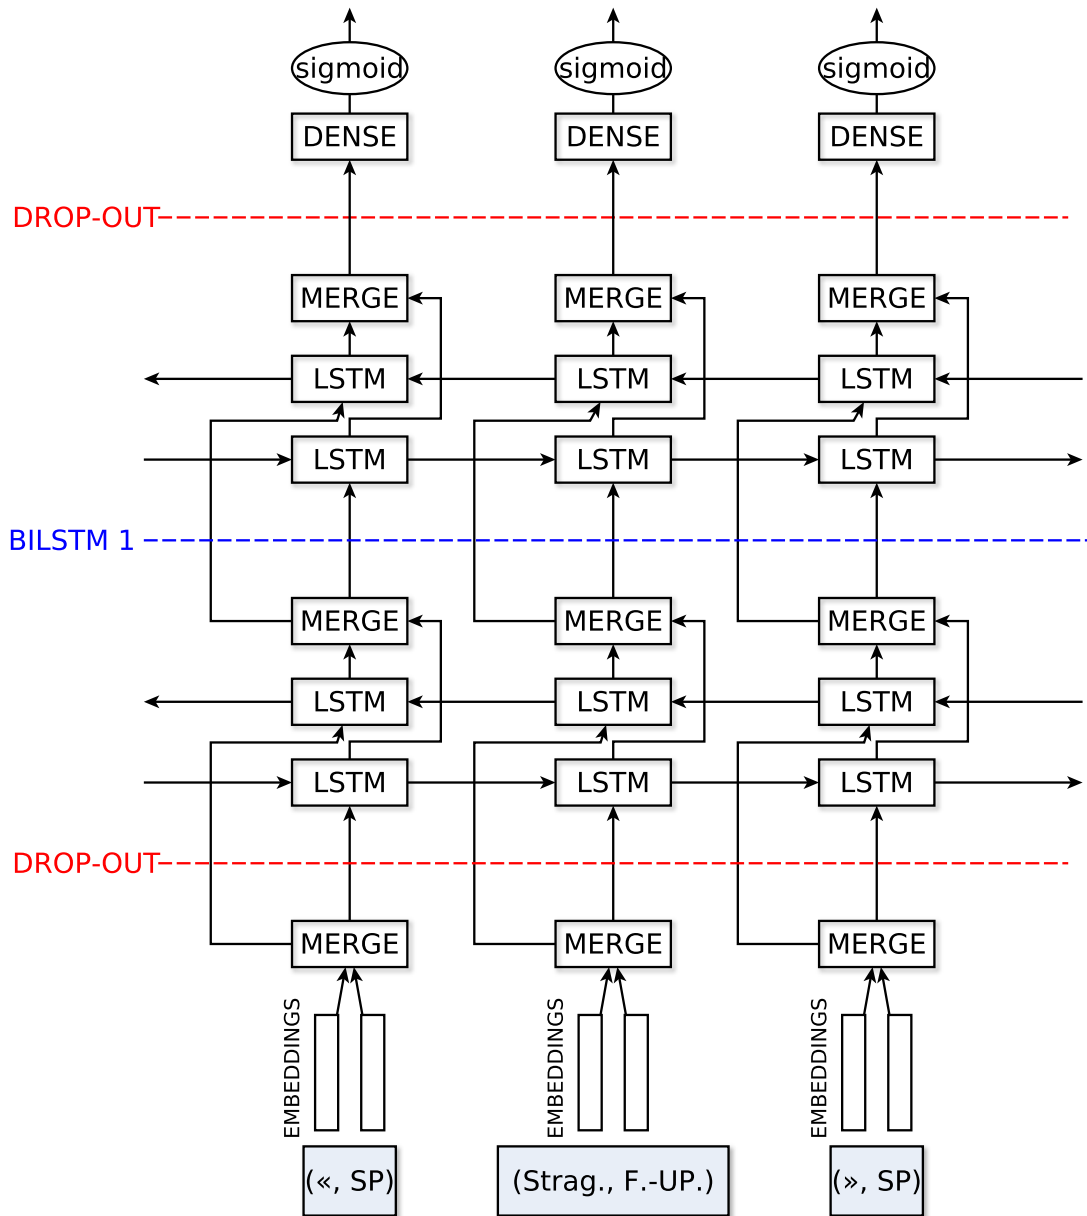 sigmoid sigmoid sigmoid
DENSE DENSE DENSE
DROP-OUT
MERGE MERGE MERGE
LSTM LSTM LSTM
LSTM LSTM LSTM
BILSTM 1
MERGE MERGE MERGE
LSTM LSTM LSTM
LSTM LSTM LSTM
DROP-OUT
MERGE MERGE MERGE
EMBEDDINGS EMBEDDINGS EMBEDDINGS
(«, SP) (Strag., F.-UP.) (», SP)